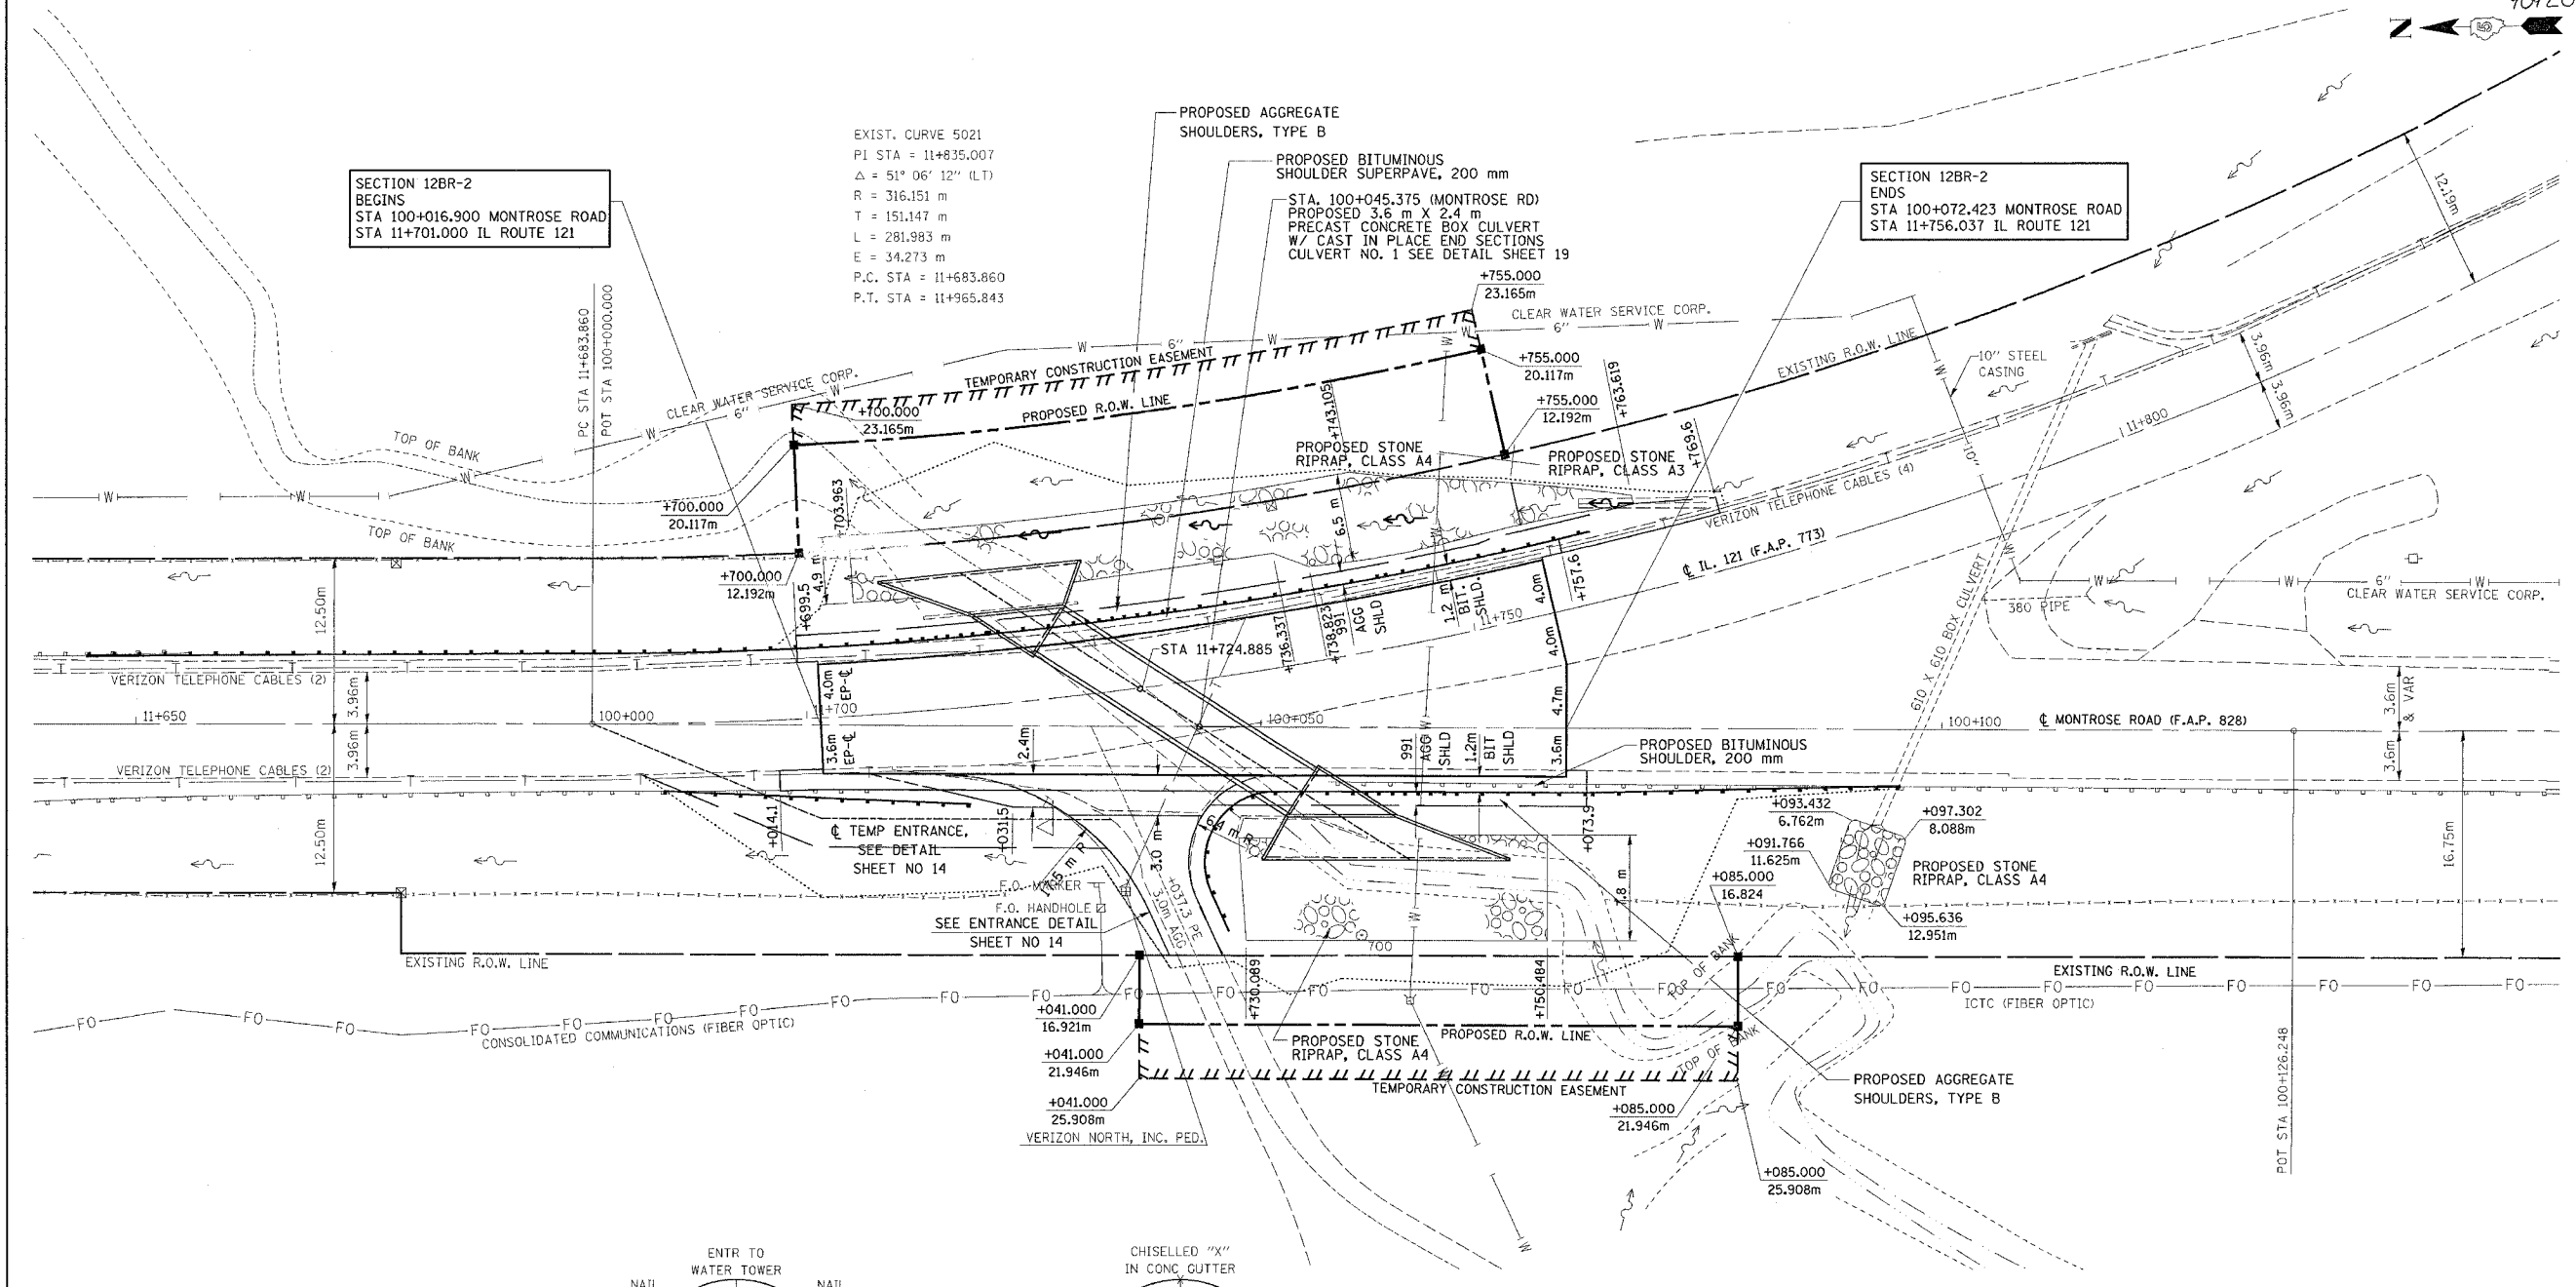 N
5
SECTION 12BR-2
BEGINS
STA 100+016.900 MONTROSE ROAD
STA 11+701.000 IL ROUTE 121
EXIST. CURVE 5021
PI STA = 11+835.007
Δ = 51° 06' 12" (LT)
R = 316.151 m
T = 151.147 m
L = 281.983 m
E = 34.273 m
P.C. STA = 11+683.860
P.T. STA = 11+965.843
PROPOSED AGGREGATE
SHOULDERS, TYPE B
PROPOSED BITUMINOUS
SHOULDER SUPERPAVE, 200 mm
STA. 100+045.375 (MONTROSE RD)
PROPOSED 3.6 m X 2.4 m
PRECAST CONCRETE BOX CULVERT
W/ CAST IN PLACE END SECTIONS
CULVERT NO. 1 SEE DETAIL SHEET 19
SECTION 12BR-2
ENDS
STA 100+072.423 MONTROSE ROAD
STA 11+756.037 IL ROUTE 121
12.19m
+755.000
23.165m
CLEAR WATER SERVICE CORP.
6"
W
PC STA 11+683.860
POT STA 100+000.000
CLEAR WATER SERVICE CORP.
6"
W
6"
W
TEMPORARY CONSTRUCTION EASEMENT
PROPOSED R.O.W. LINE
+700.000
23.165m
+755.000
20.117m
+755.000
12.192m
+743.105
+763.619
+769.6
EXISTING R.O.W. LINE
10" STEEL
CASING
10"
3.96m
3.96m
11+800
TOP OF BANK
TOP OF BANK
+700.000
20.117m
+703.963
PROPOSED STONE
RIPRAP, CLASS A4
PROPOSED STONE
RIPRAP, CLASS A3
6.5 m
VERIZON TELEPHONE CABLES (4)
℄ IL. 121 (F.A.P. 773)
+700.000
12.192m
+699.5
4.9 m
12.50m
+736.337
+738.823
991
AGG
SHLD
1.2 m
BIT.
SHLD.
11+750
4.0m
4.0m
+757.6
STA 11+724.885
610 X 610 BOX CULVERT
380 PIPE
6"
CLEAR WATER SERVICE CORP.
VERIZON TELEPHONE CABLES (2)
3.96m
3.96m
4.0m
EP-℄
11+700
11+650
100+000
100+050
4.7m
3.6m
3.6m
EP-℄
2.4m
991
AGG
SHLD
1.2m
BIT
SHLD
PROPOSED BITUMINOUS
SHOULDER, 200 mm
100+100
℄ MONTROSE ROAD (F.A.P. 828)
3.6m
& VAR
3.6m
VERIZON TELEPHONE CABLES (2)
12.50m
+014.1
℄ TEMP ENTRANCE,
SEE DETAIL
SHEET NO 14
+031.5
3.0 m
+037.3 PE
3.0m AGG
+073.9
+093.432
6.762m
+097.302
8.088m
+091.766
11.625m
PROPOSED STONE
RIPRAP, CLASS A4
+085.000
16.824
+095.636
12.951m
16.75m
F.O. MARKER
F.O. HANDHOLE
SEE ENTRANCE DETAIL
SHEET NO 14
700
EXISTING R.O.W. LINE
EXISTING R.O.W. LINE
+730.089
+750.484
TOP OF BANK
TOP OF BANK
FO
ICTC (FIBER OPTIC)
CONSOLIDATED COMMUNICATIONS (FIBER OPTIC)
+041.000
16.921m
+041.000
21.946m
+041.000
25.908m
PROPOSED STONE
RIPRAP, CLASS A4
PROPOSED R.O.W. LINE
TEMPORARY CONSTRUCTION EASEMENT
+085.000
21.946m
+085.000
25.908m
PROPOSED AGGREGATE
SHOULDERS, TYPE B
VERIZON NORTH, INC. PED.
POT STA 100+126.248
ENTR TO
WATER TOWER
NAIL
NAIL
CHISELLED "X"
IN CONC GUTTER